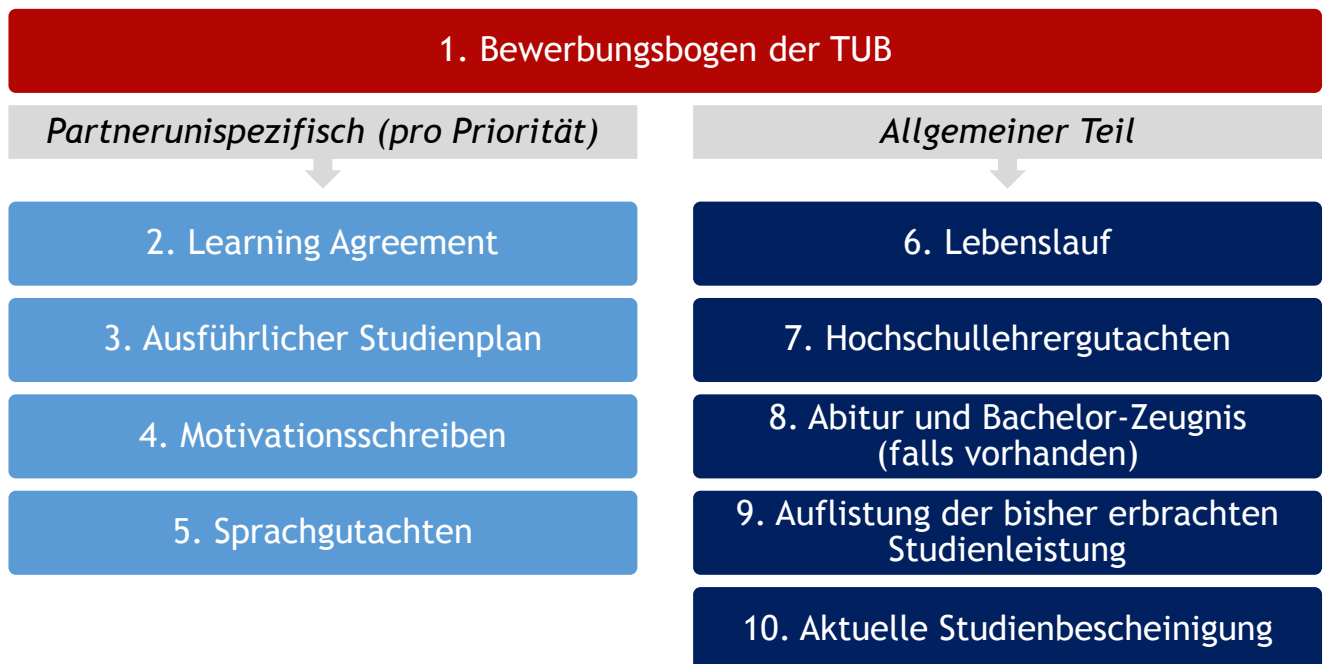 1. Bewerbungsbogen der TUB
Partnerunispezifisch (pro Priorität)
2. Learning Agreement
3. Ausführlicher Studienplan
4. Motivationsschreiben
5. Sprachgutachten
Allgemeiner Teil
6. Lebenslauf
7. Hochschullehrergutachten
8. Abitur und Bachelor-Zeugnis
(falls vorhanden)
9. Auflistung der bisher erbrachten
Studienleistung
10. Aktuelle Studienbescheinigung